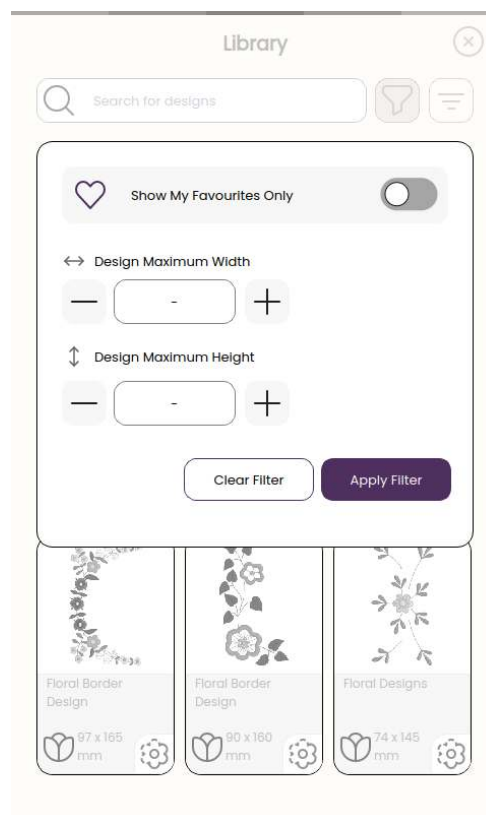 Library
Search for designs
Show My Favourites Only
Design Maximum Width
-
Design Maximum Height
-
Clear Filter
Apply Filter
Floral Border
Design
97 x 165
mm
Floral Border
Design
90 x 160
mm
Floral Designs
74 x 145
mm